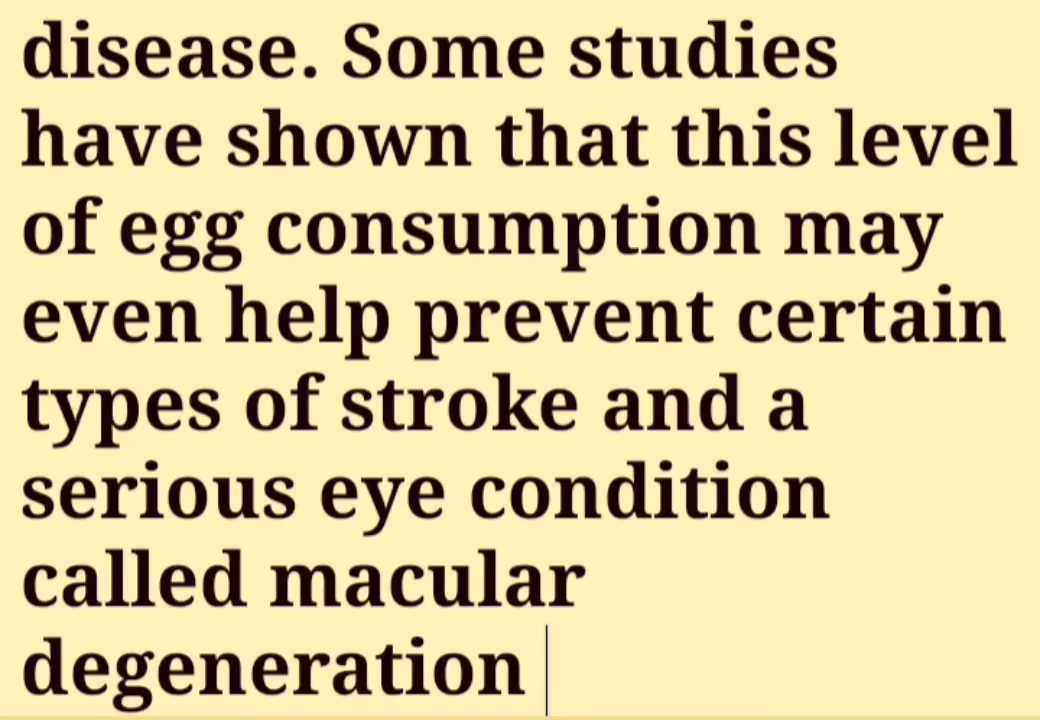 disease. Some studies
have shown that this level
of egg consumption may
even help prevent certain
types of stroke and a
serious eye condition
called macular
degeneration